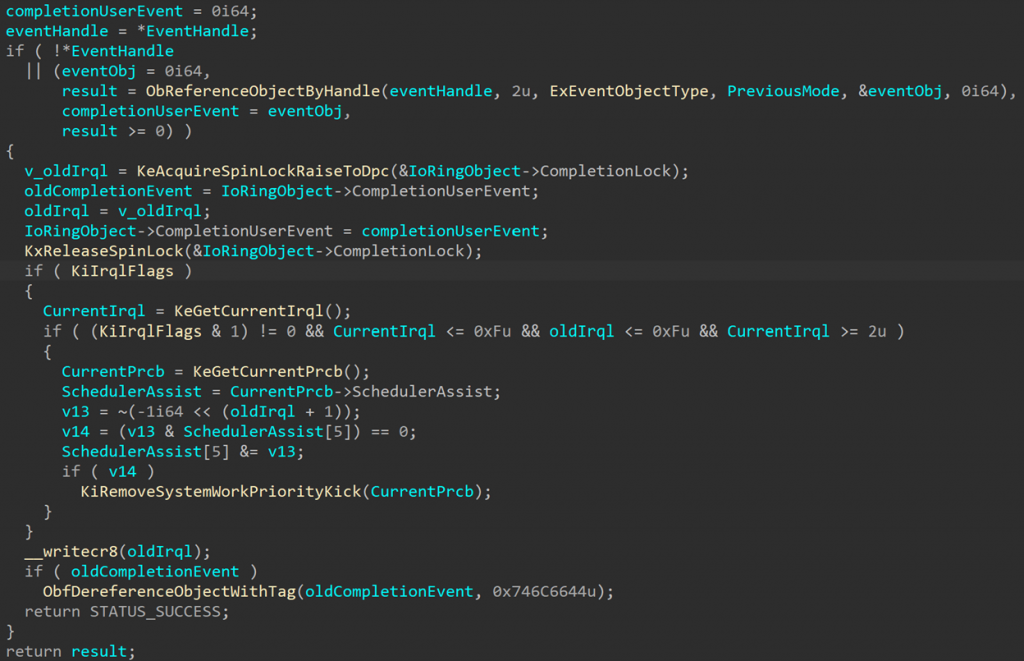 completionUserEvent = 0i64;
eventHandle = *EventHandle;
if ( !*EventHandle
  || (eventObj = 0i64,
      result = ObReferenceObjectByHandle(eventHandle, 2u, ExEventObjectType, PreviousMode, &eventObj, 0i64),
      completionUserEvent = eventObj,
      result >= 0) )
{
  v_oldIrql = KeAcquireSpinLockRaiseToDpc(&IoRingObject->CompletionLock);
  oldCompletionEvent = IoRingObject->CompletionUserEvent;
  oldIrql = v_oldIrql;
  IoRingObject->CompletionUserEvent = completionUserEvent;
  KxReleaseSpinLock(&IoRingObject->CompletionLock);
  if ( KiIrqlFlags )
  {
    CurrentIrql = KeGetCurrentIrql();
    if ( (KiIrqlFlags & 1) != 0 && CurrentIrql <= 0xFu && oldIrql <= 0xFu && CurrentIrql >= 2u )
    {
      CurrentPrcb = KeGetCurrentPrcb();
      SchedulerAssist = CurrentPrcb->SchedulerAssist;
      v13 = ~(-1i64 << (oldIrql + 1));
      v14 = (v13 & SchedulerAssist[5]) == 0;
      SchedulerAssist[5] &= v13;
      if ( v14 )
        KiRemoveSystemWorkPriorityKick(CurrentPrcb);
    }
  }
  __writecr8(oldIrql);
  if ( oldCompletionEvent )
    ObfDereferenceObjectWithTag(oldCompletionEvent, 0x746C6644u);
  return STATUS_SUCCESS;
}
return result;